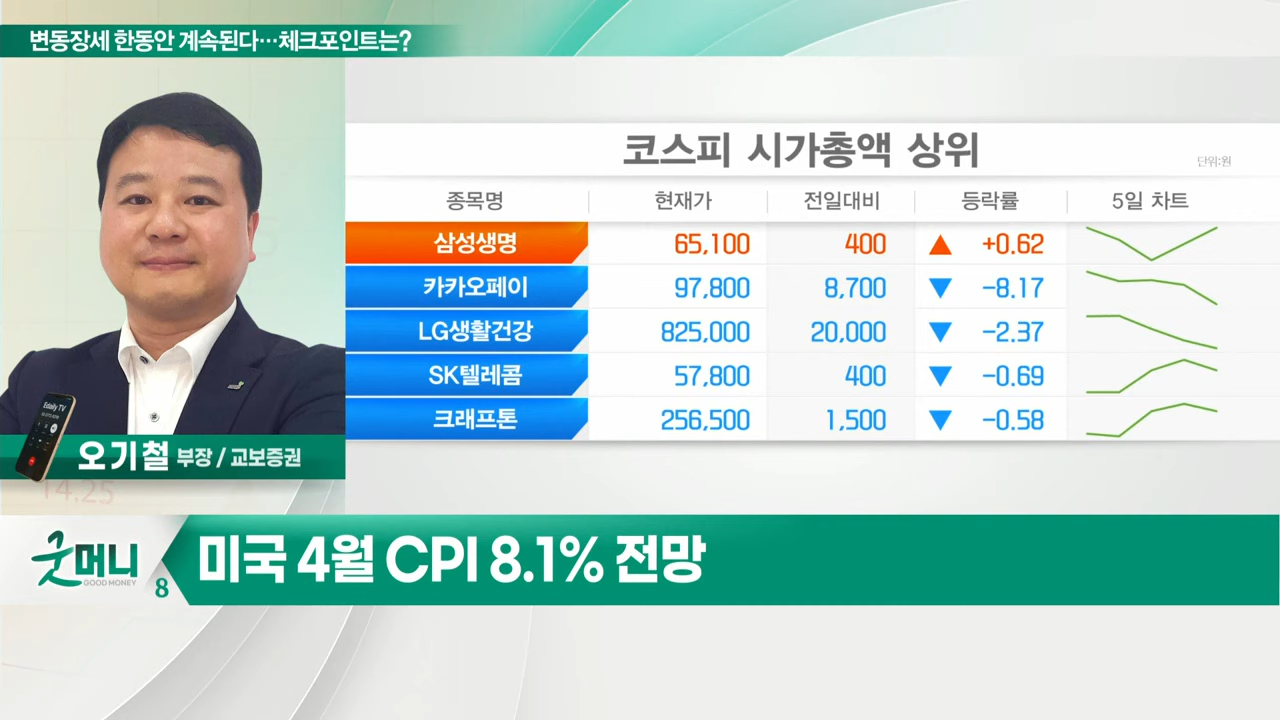 변동장세 한동안 계속된다…체크포인트는?
코스피 시가총액 상위
단위:원
종목명 현재가 전일대비 등락률 5일 차트
삼성생명 65,100 400 ▲ +0.62
카카오페이 97,800 8,700 ▼ -8.17
LG생활건강 825,000 20,000 ▼ -2.37
SK텔레콤 57,800 400 ▼ -0.69
크래프톤 256,500 1,500 ▼ -0.58
Edaily TV
오기철 부장 / 교보증권
14.25
굿머니
GOOD MONEY
8
미국 4월 CPI 8.1% 전망